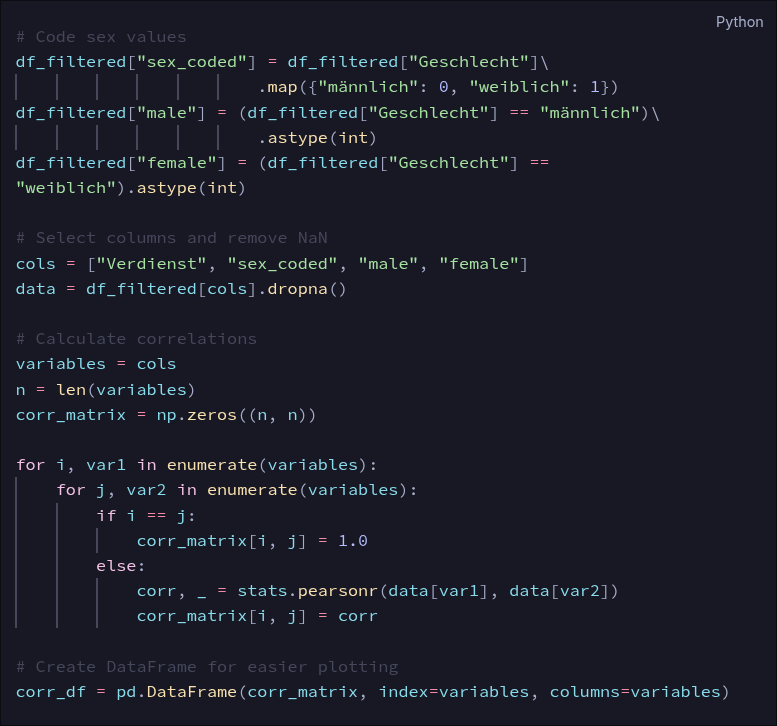 Python
# Code sex values
df_filtered["sex_coded"] = df_filtered["Geschlecht"]\
                        .map({"männlich": 0, "weiblich": 1})
df_filtered["male"] = (df_filtered["Geschlecht"] == "männlich")\
                        .astype(int)
df_filtered["female"] = (df_filtered["Geschlecht"] ==
"weiblich").astype(int)

# Select columns and remove NaN
cols = ["Verdienst", "sex_coded", "male", "female"]
data = df_filtered[cols].dropna()

# Calculate correlations
variables = cols
n = len(variables)
corr_matrix = np.zeros((n, n))

for i, var1 in enumerate(variables):
    for j, var2 in enumerate(variables):
        if i == j:
            corr_matrix[i, j] = 1.0
        else:
            corr, _ = stats.pearsonr(data[var1], data[var2])
            corr_matrix[i, j] = corr

# Create DataFrame for easier plotting
corr_df = pd.DataFrame(corr_matrix, index=variables, columns=variables)